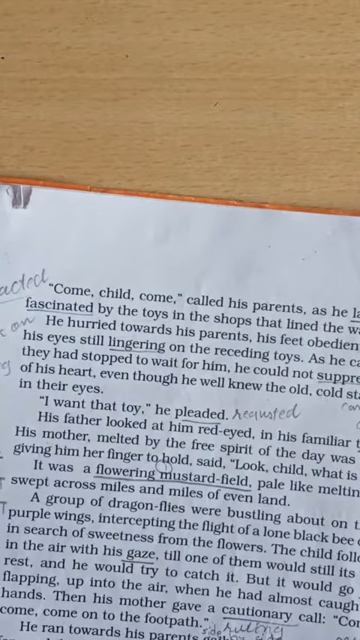 acted
"Come, child, come," called his parents, as he
fascinated by the toys in the shops that lined the
on He hurried towards his parents, his feet
his eyes still lingering on the receding toys. As he
they had stopped to wait for him, he could not
of his heart, even though he well knew the old, cold
in their eyes.
"I want that toy," he pleaded. requested
His father looked at him red-eyed, in his familiar
His mother, melted by the free spirit of the day was
giving him her finger to hold, said, "Look, child, what is
It was a flowering mustard-field, pale like
swept across miles and miles of even land.
A group of dragon-flies were bustling about on
purple wings, intercepting the flight of a lone black bee
in search of sweetness from the flowers. The child
in the air with his gaze, till one of them would still its
rest, and he would try to catch it. But it would go
flapping, up into the air, when he had almost
hands. Then his mother gave a cautionary call:
come, come on the footpath."
He ran towards his parents